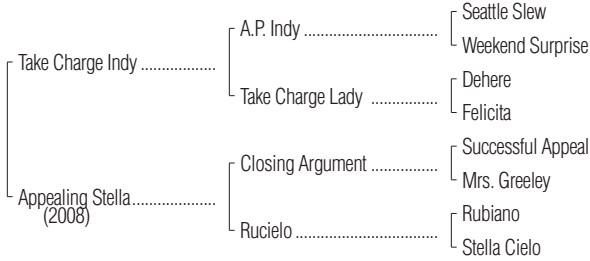 Seattle Slew
A.P. Indy ..................................
Weekend Surprise
Take Charge Indy ...................
Dehere
Take Charge Lady .................
Felicita
Successful Appeal
Closing Argument .................
Mrs. Greeley
Appealing Stella.....................
(2008)
Rubiano
Rucielo ....................................
Stella Cielo